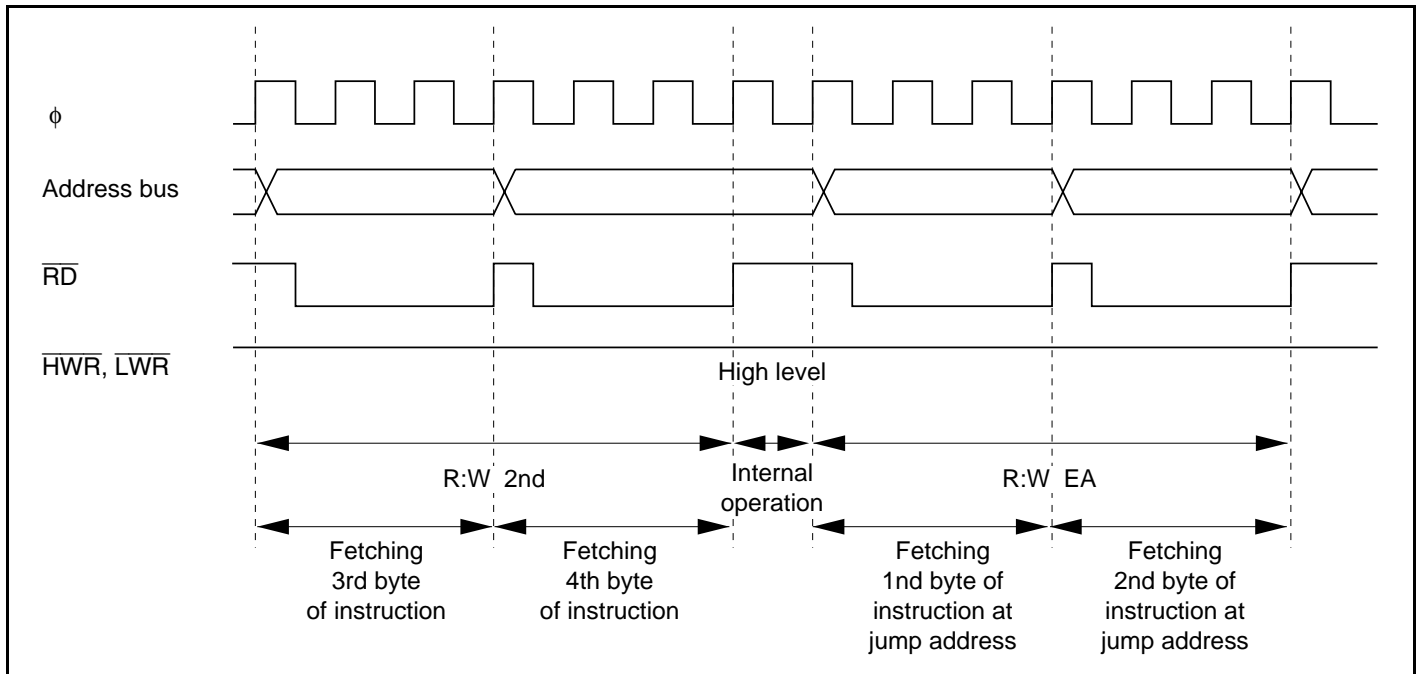 ϕ
Address bus
RD
HWR, LWR
High level
R:W 2nd
Internal
operation
R:W EA
Fetching
3rd byte
of instruction
Fetching
4th byte
of instruction
Fetching
1nd byte of
instruction at
jump address
Fetching
2nd byte of
instruction at
jump address